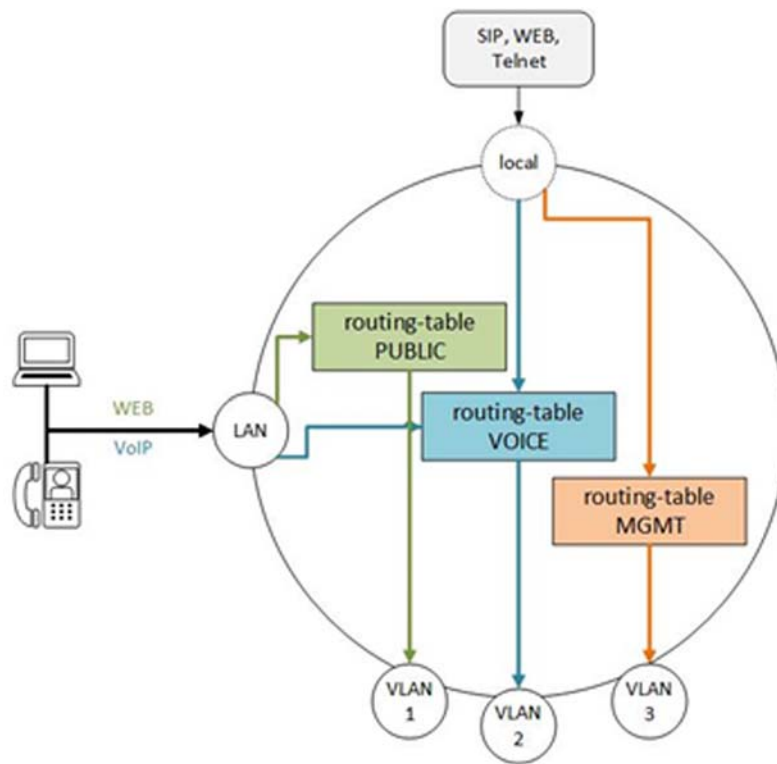 SIP, WEB,
Telnet
local
routing-table
PUBLIC
WEB
LAN
VoIP
routing-table
VOICE
routing-table
MGMT
VLAN
1
VLAN
2
VLAN
3